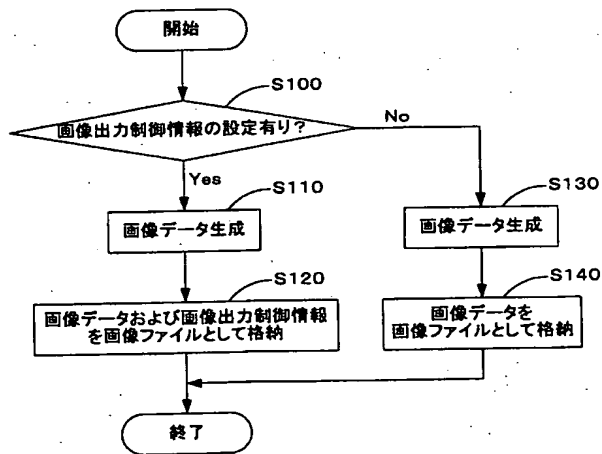 開始
S100
画像出力制御情報の設定有り?
No
Yes
S110
画像データ生成
S130
画像データ生成
S120
画像データおよび画像出力制御情報
を画像ファイルとして格納
S140
画像データを
画像ファイルとして格納
終了